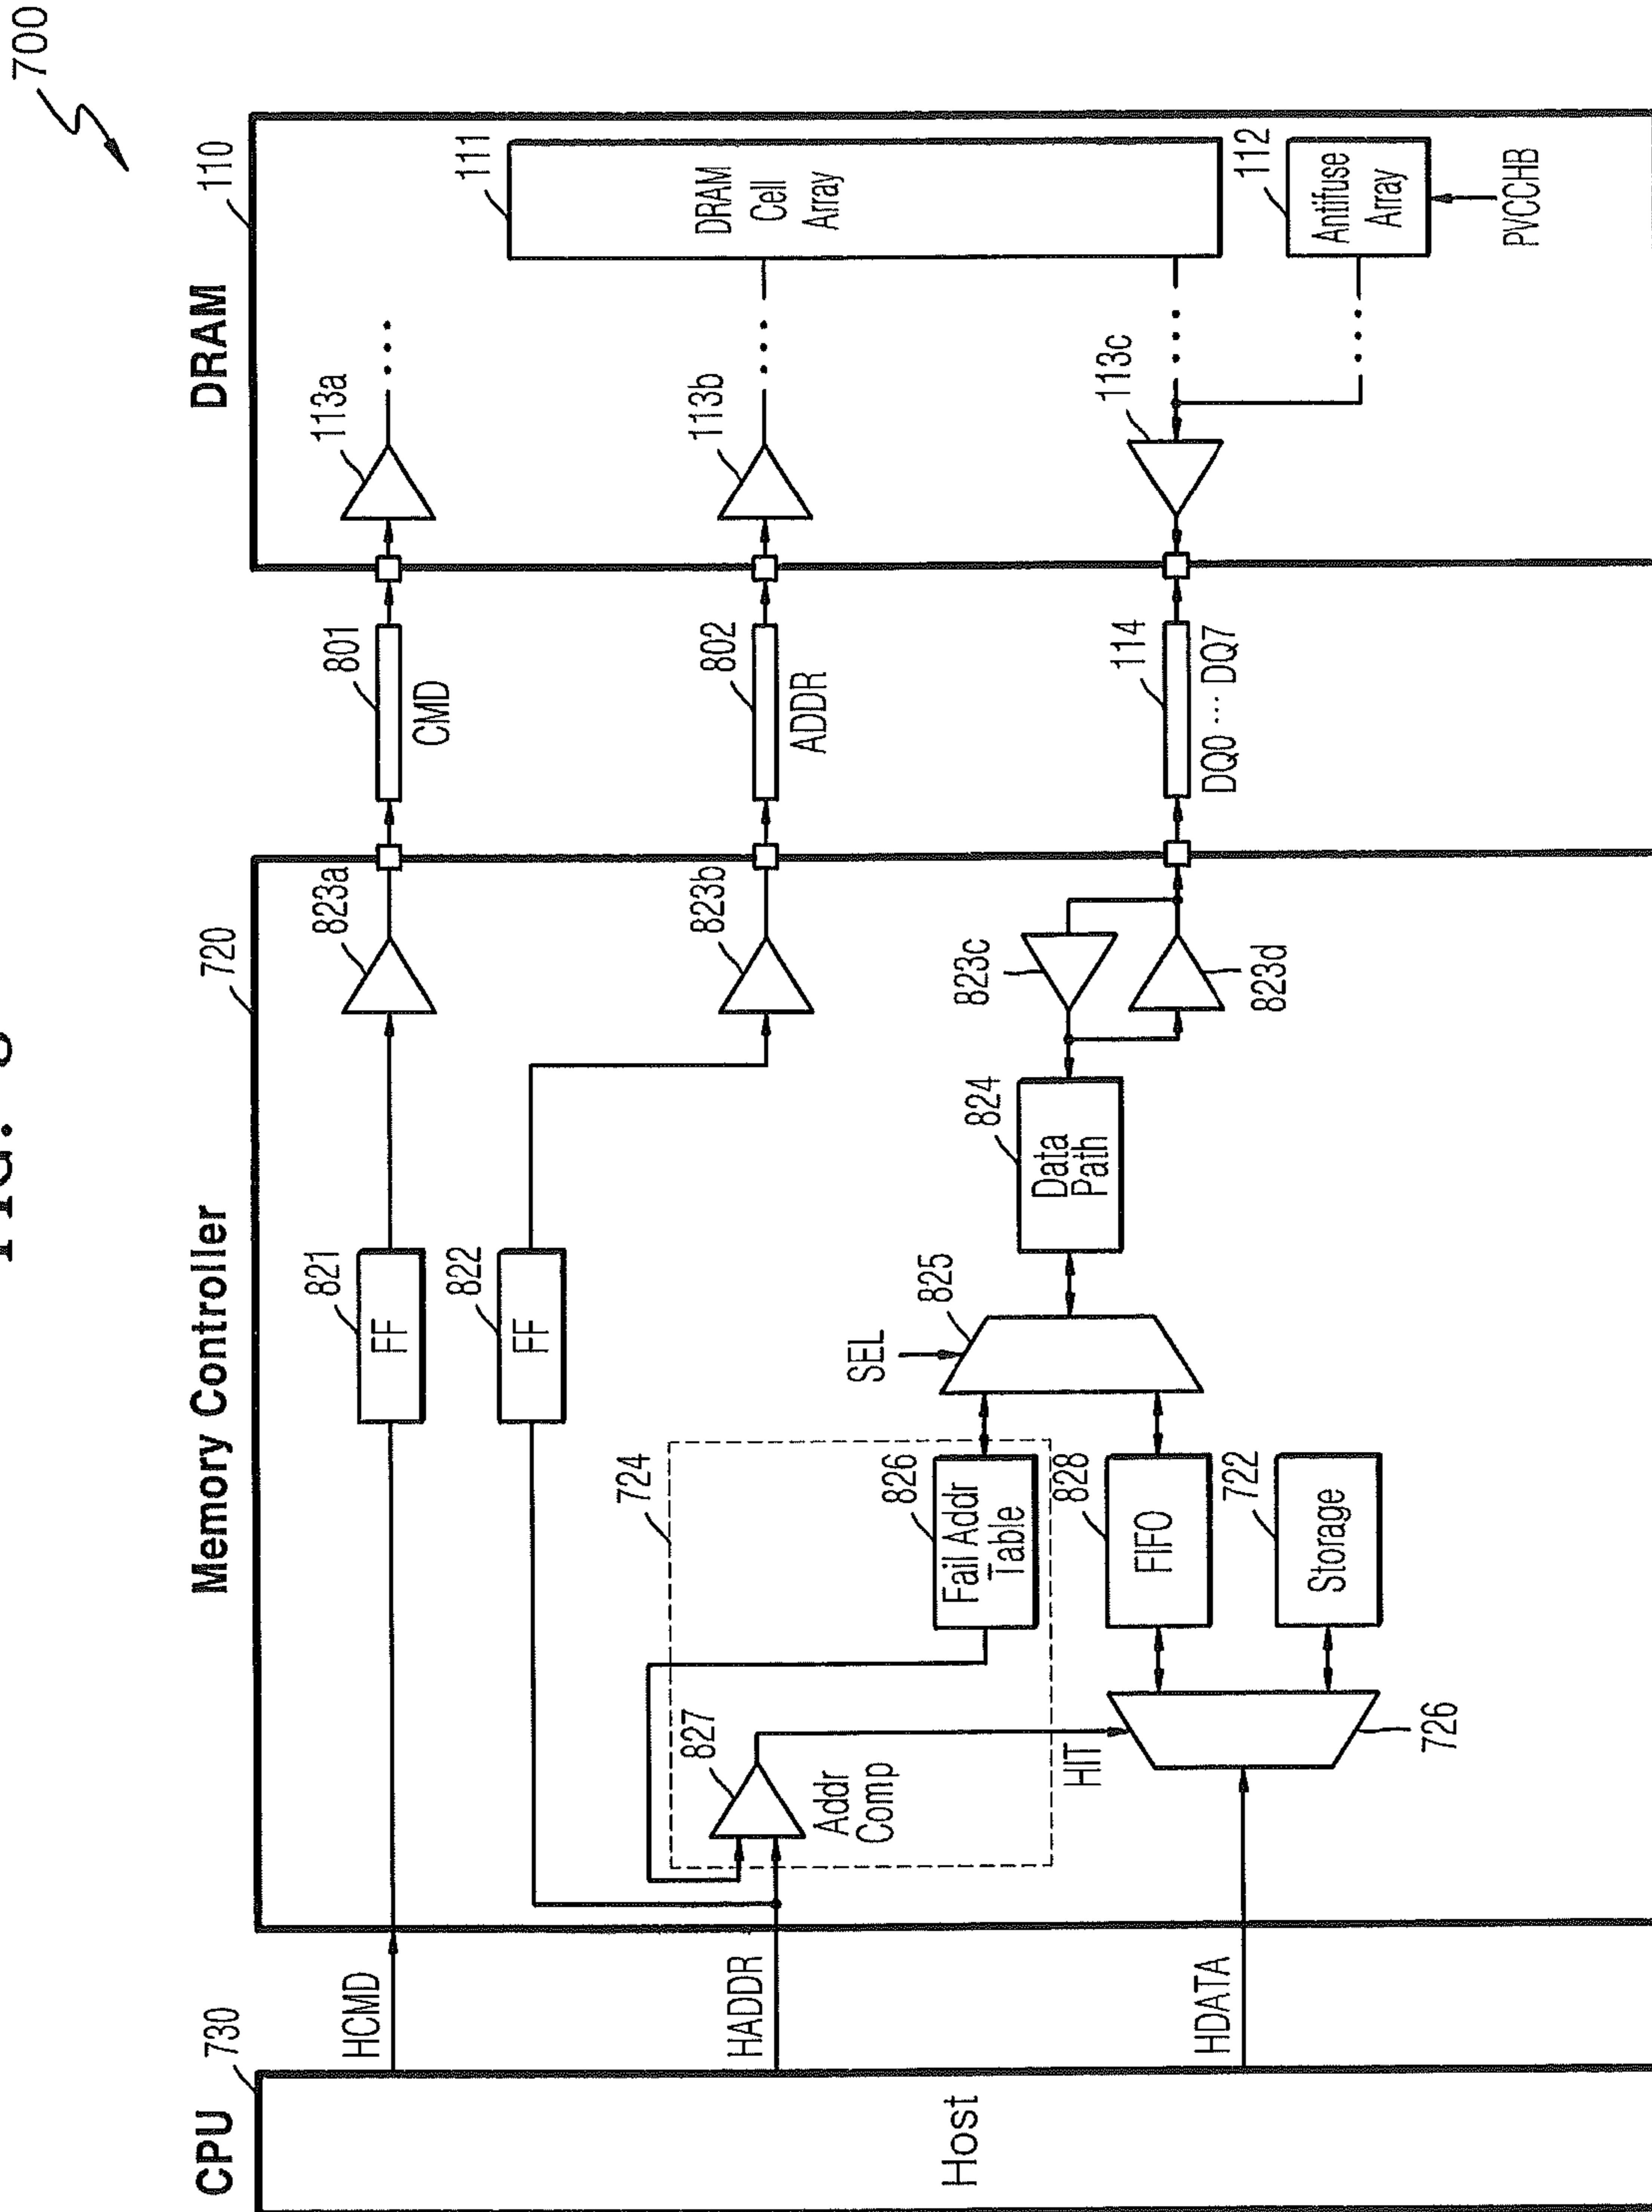 700
CPU
730
Host
HCMD
HADDR
HDATA
Memory Controller
720
821
FF
822
FF
823a
823b
724
827
Addr
Comp
HIT
826
Fail Addr
Table
828
FIFO
722
Storage
726
SEL
825
824
Data
Path
823c
823d
801
CMD
802
ADDR
114
DQ0 ···· DQ7
DRAM
110
113a
113b
113c
111
DRAM
Cell
Array
112
Antifuse
Array
PVCCHB